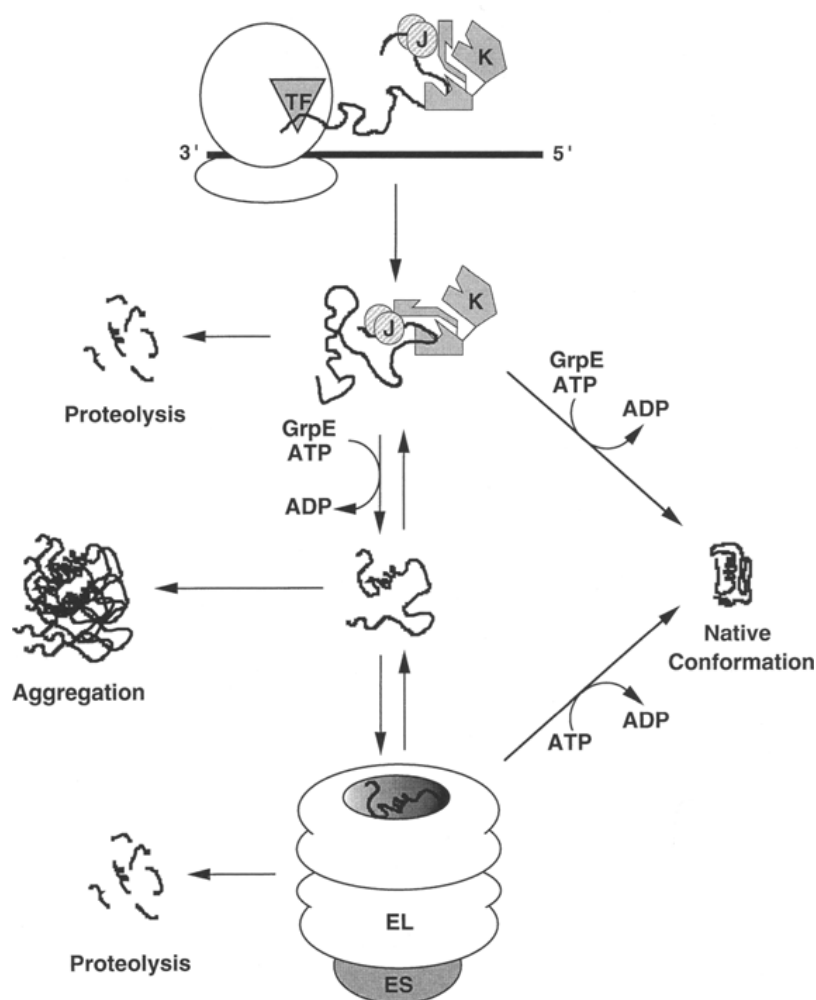 J
K
TF
3'
5'
J
K
Proteolysis
GrpE
ATP
ADP
GrpE
ATP
ADP
Native
Conformation
Aggregation
ATP
ADP
EL
Proteolysis
ES